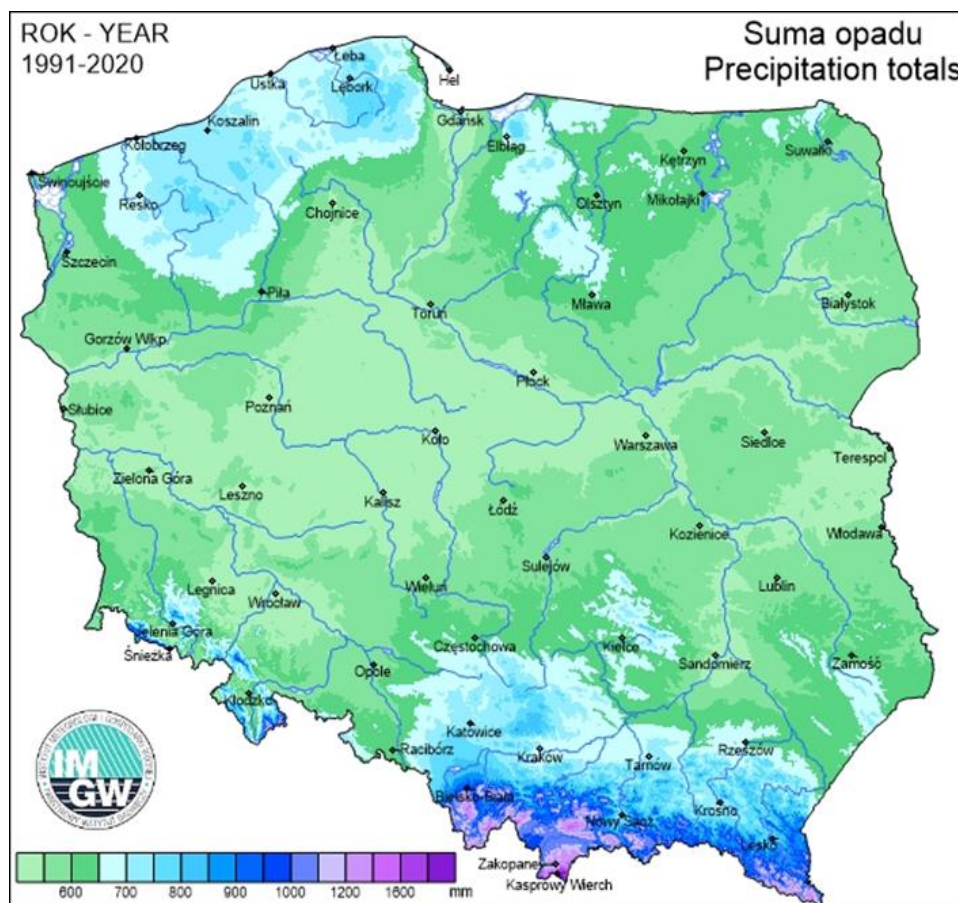 ROK - YEAR
1991-2020
Suma opadu
Precipitation totals
Łeba
Hel
Ustka
Lębork
Gdańsk
Koszalin
Elbląg
Kołobrzeg
Kętrzyn
Suwałki
Świnoujście
Resko
Chojnice
Olsztyn
Mikołajki
Szczecin
Piła
Toruń
Mława
Białystok
Gorzów Wlkp.
Płock
Słubice
Poznań
Koło
Warszawa
Siedlce
Terespol
Zielona Góra
Leszno
Kalisz
Łódź
Kozienice
Włodawa
Sulejów
Legnica
Wrocław
Wieluń
Lublin
Jelenia Góra
Śnieżka
Częstochowa
Kielce
Sandomierz
Zamość
Opole
Kłodzko
Katowice
Racibórz
Kraków
Tarnów
Rzeszów
Bielsko-Biała
Nowy Sącz
Krosno
Lesko
Zakopane
Kasprowy Wierch
IM
GW
600 700 800 900 1000 1200 1600 mm